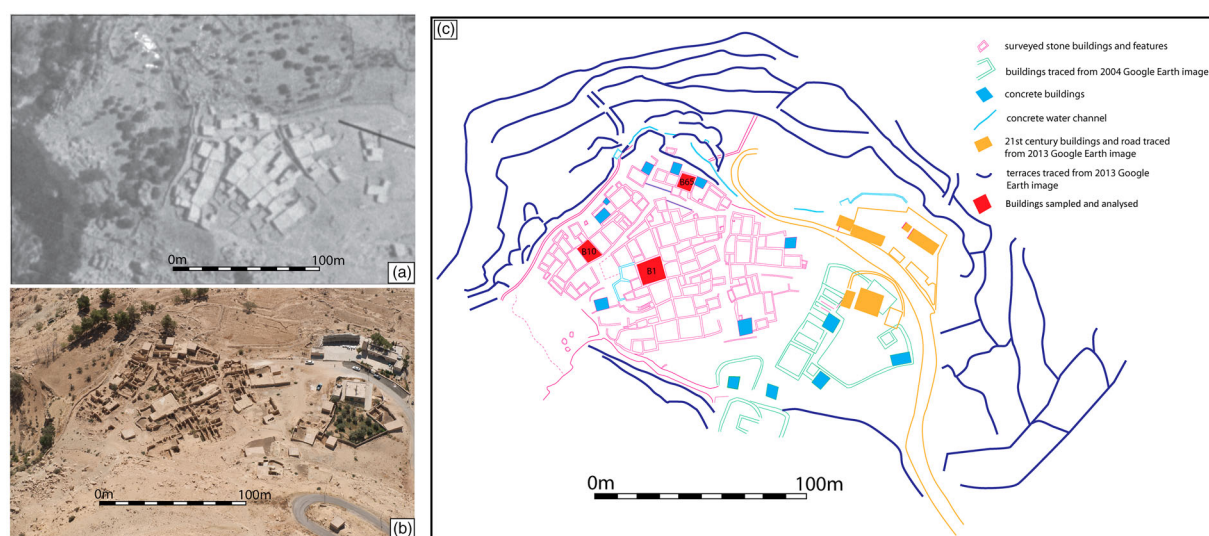 (a)
0m
100m
(b)
0m
100m
(c)
surveyed stone buildings and features
buildings traced from 2004 Google Earth image
concrete buildings
concrete water channel
21st century buildings and road traced
from 2013 Google Earth image
terraces traced from 2013 Google
Earth image
Buildings sampled and analysed
B65
B10
B1
0m
100m